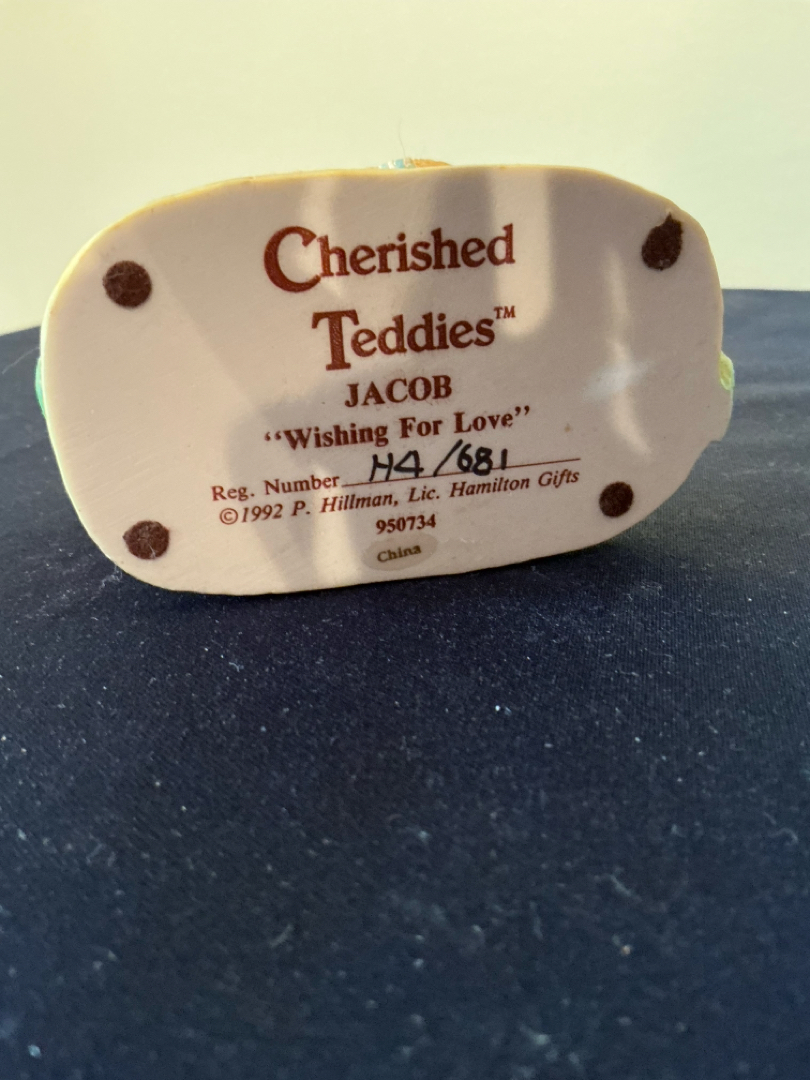 Cherished
Teddies™
JACOB
“Wishing For Love”
Reg. Number H4/681
©1992 P. Hillman, Lic. Hamilton Gifts
950734
China